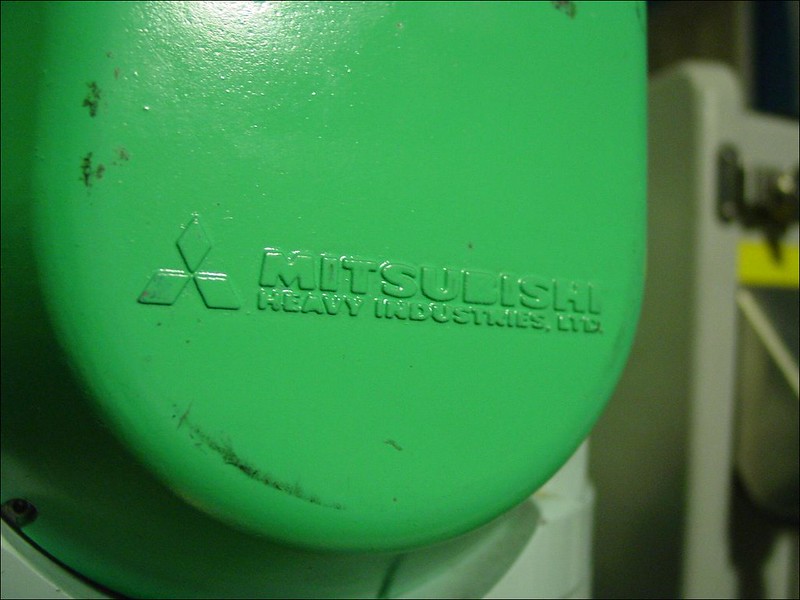 MITSUBISHI
HEAVY INDUSTRIES, LTD.